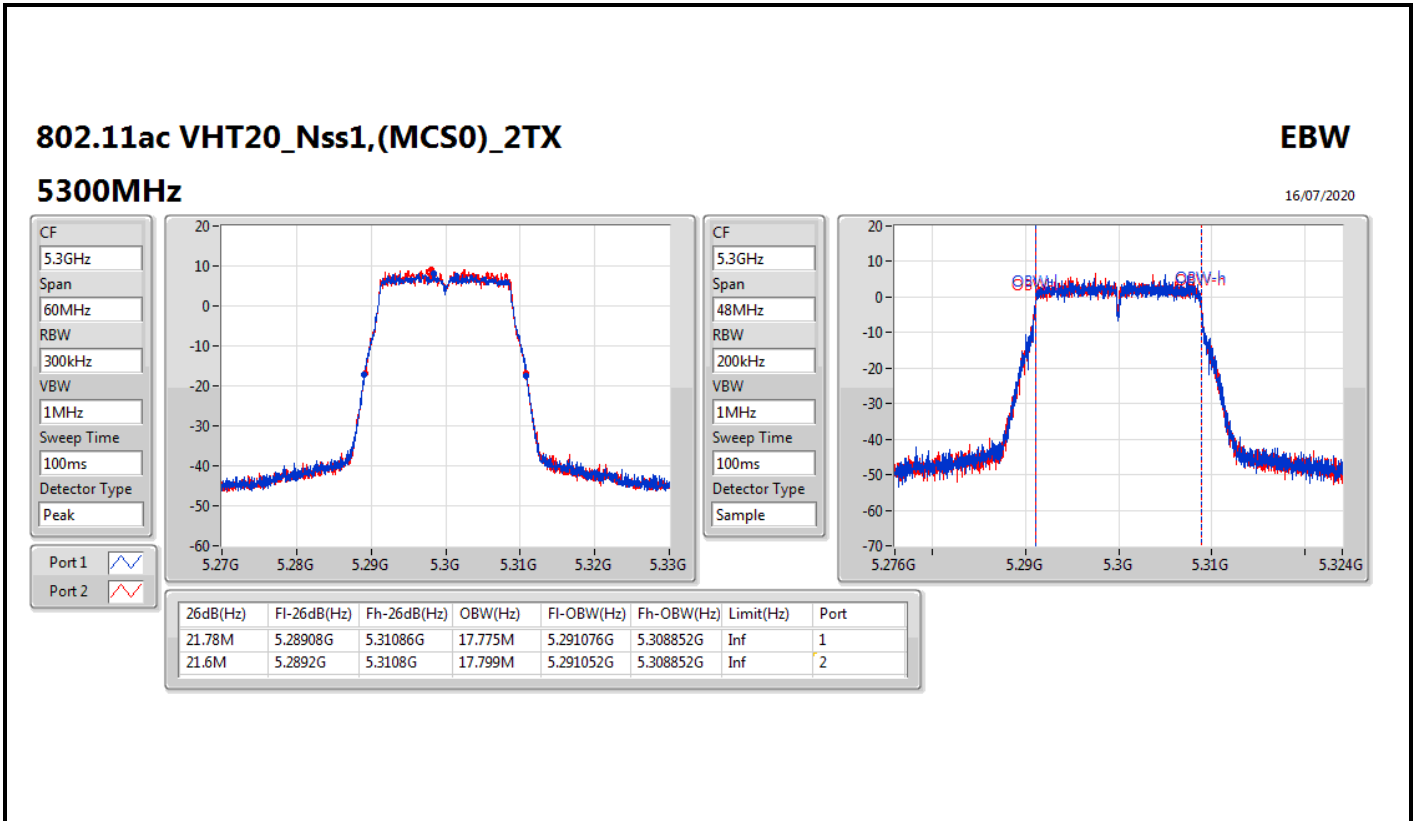 802.11ac VHT20_Nss1,(MCS0)_2TX
EBW
5300MHz
16/07/2020
CF
5.3GHz
Span
60MHz
RBW
300kHz
VBW
1MHz
Sweep Time
100ms
Detector Type
Peak
Port 1
Port 2
20
10
0
-10
-20
-30
-40
-50
-60
5.27G 5.28G 5.29G 5.3G 5.31G 5.32G 5.33G
CF
5.3GHz
Span
48MHz
RBW
200kHz
VBW
1MHz
Sweep Time
100ms
Detector Type
Sample
20
10
0
-10
-20
-30
-40
-50
-60
-70
OBW-l OBW-h
5.276G 5.29G 5.3G 5.31G 5.324G
26dB(Hz) Fl-26dB(Hz) Fh-26dB(Hz) OBW(Hz) Fl-OBW(Hz) Fh-OBW(Hz) Limit(Hz) Port
21.78M 5.28908G 5.31086G 17.775M 5.291076G 5.308852G Inf 1
21.6M 5.2892G 5.3108G 17.799M 5.291052G 5.308852G Inf 2